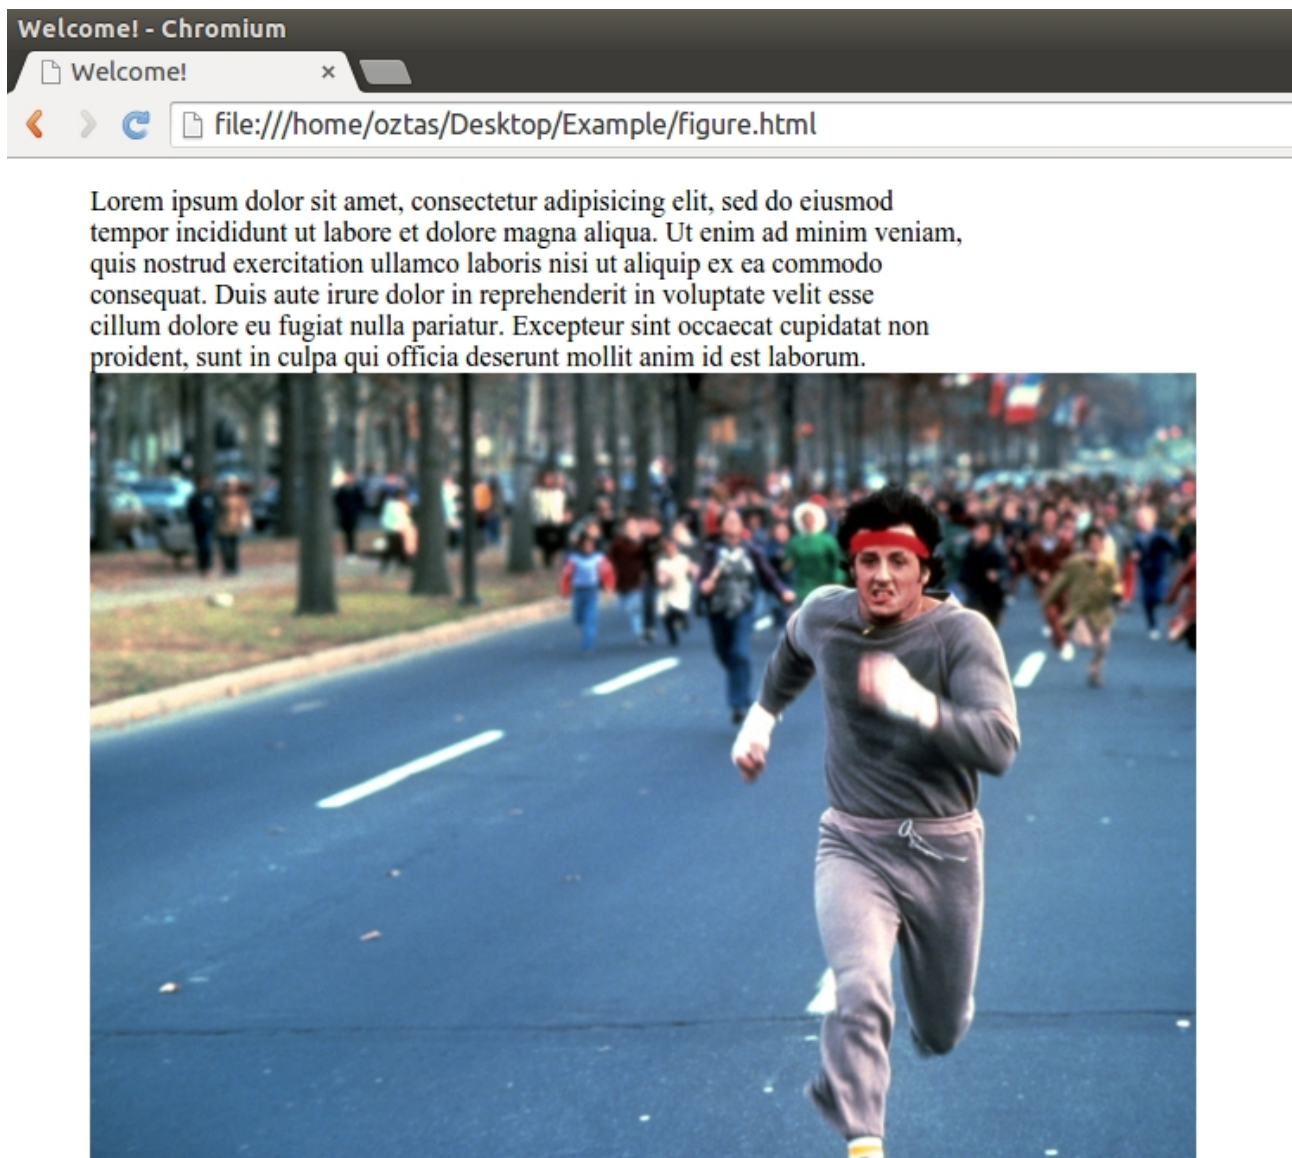 Welcome! - Chromium
Welcome!
file:///home/oztas/Desktop/Example/figure.html
Lorem ipsum dolor sit amet, consectetur adipisicing elit, sed do eiusmod
tempor incididunt ut labore et dolore magna aliqua. Ut enim ad minim veniam,
quis nostrud exercitation ullamco laboris nisi ut aliquip ex ea commodo
consequat. Duis aute irure dolor in reprehenderit in voluptate velit esse
cillum dolore eu fugiat nulla pariatur. Excepteur sint occaecat cupidatat non
proident, sunt in culpa qui officia deserunt mollit anim id est laborum.